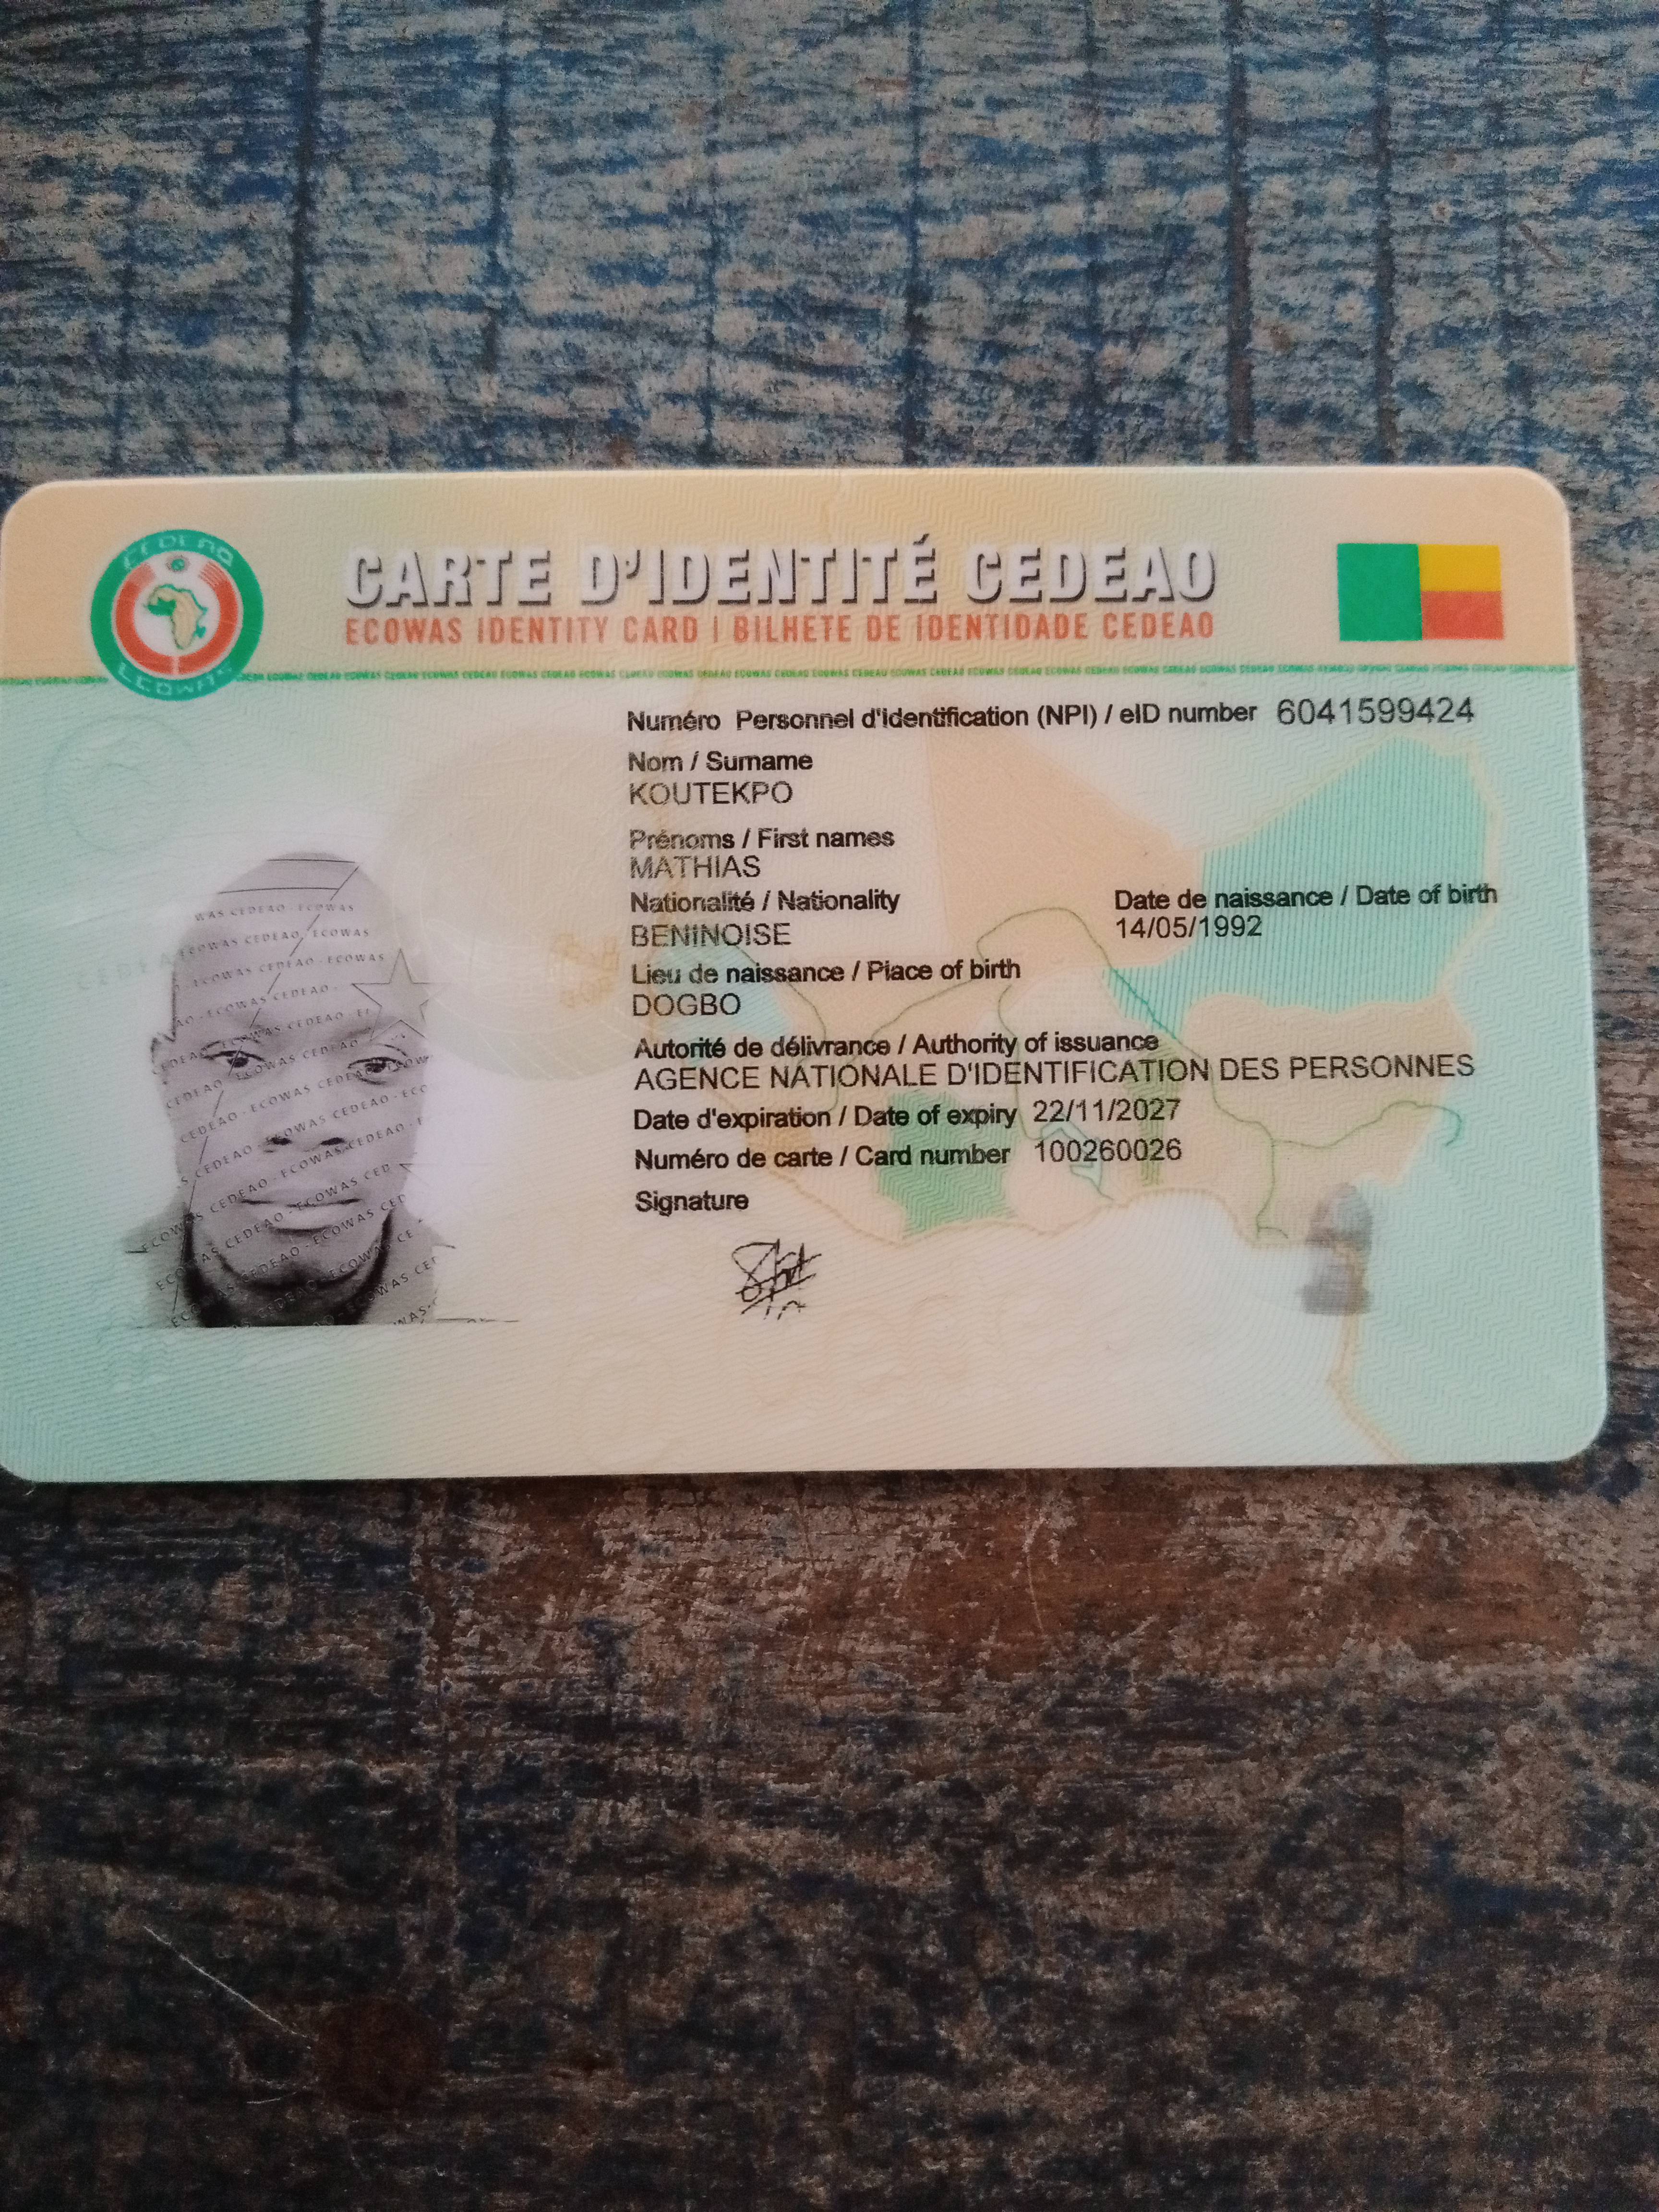 CEDEAO
ECOWAS
CARTE D'IDENTITÉ CEDEAO
ECOWAS IDENTITY CARD | BILHETE DE IDENTIDADE CEDEAO
Numéro Personnel d'Identification (NPI) / eID number 6041599424
Nom / Surname
KOUTEKPO
Prénoms / First names
MATHIAS
Nationalité / Nationality
BENINOISE
Date de naissance / Date of birth
14/05/1992
Lieu de naissance / Place of birth
DOGBO
Autorité de délivrance / Authority of issuance
AGENCE NATIONALE D'IDENTIFICATION DES PERSONNES
Date d'expiration / Date of expiry 22/11/2027
Numéro de carte / Card number 100260026
Signature